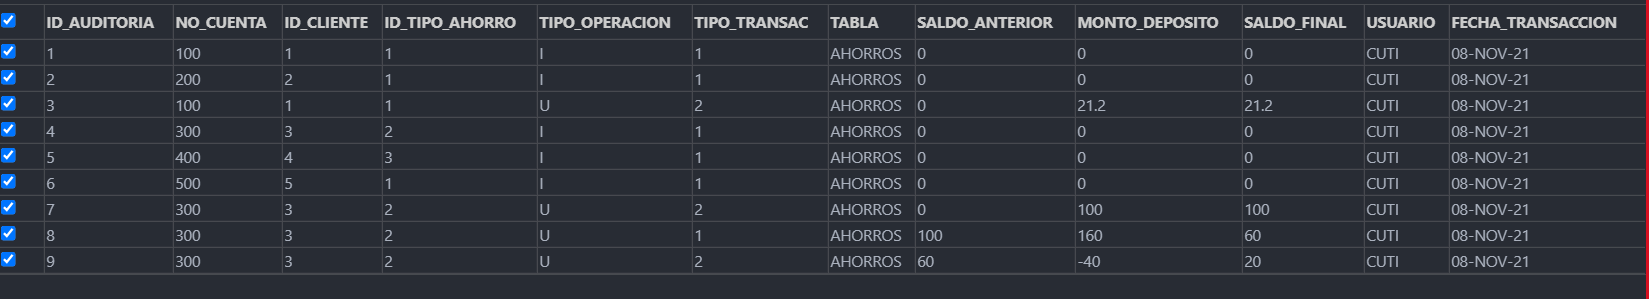 ID_AUDITORIA NO_CUENTA ID_CLIENTE ID_TIPO_AHORRO TIPO_OPERACION TIPO_TRANSAC TABLA SALDO_ANTERIOR MONTO_DEPOSITO SALDO_FINAL USUARIO FECHA_TRANSACCION
1 100 1 1 I 1 AHORROS 0 0 0 CUTI 08-NOV-21
2 200 2 1 I 1 AHORROS 0 0 0 CUTI 08-NOV-21
3 100 1 1 U 2 AHORROS 0 21.2 21.2 CUTI 08-NOV-21
4 300 3 2 I 1 AHORROS 0 0 0 CUTI 08-NOV-21
5 400 4 3 I 1 AHORROS 0 0 0 CUTI 08-NOV-21
6 500 5 1 I 1 AHORROS 0 0 0 CUTI 08-NOV-21
7 300 3 2 U 2 AHORROS 0 100 100 CUTI 08-NOV-21
8 300 3 2 U 1 AHORROS 100 160 60 CUTI 08-NOV-21
9 300 3 2 U 2 AHORROS 60 -40 20 CUTI 08-NOV-21